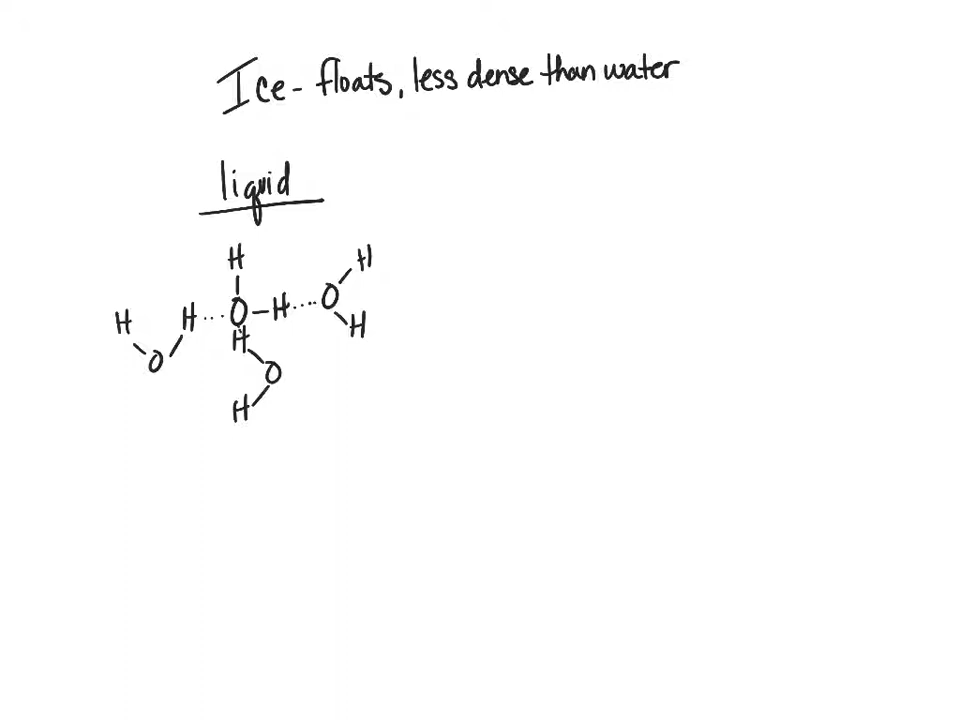 Ice - floats, less dense than water
liquid
H H
H H ... O - H .... O
H H
O O
H